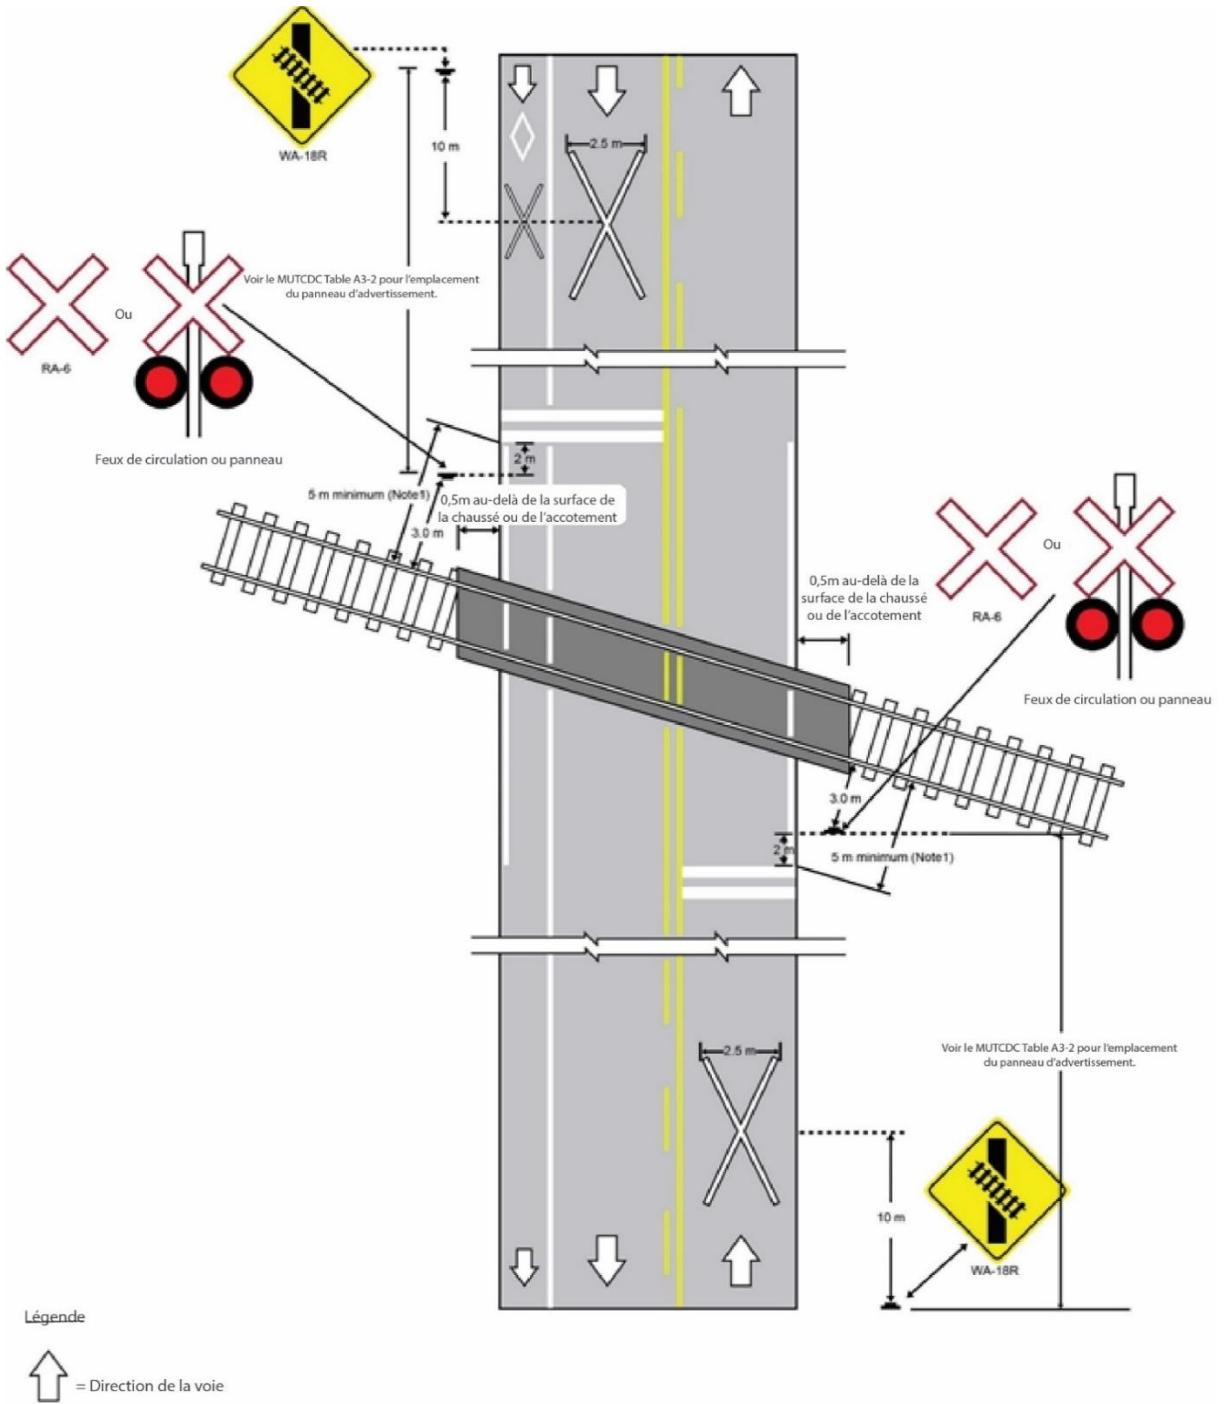 10 m
2.5 m
WA-18R
Voir le MUTCDC Table A3-2 pour l'emplacement
du panneau d'advertissement.
Ou
RA-6
Feux de circulation ou panneau
2 m
5 m minimum (Note1)
0,5m au-delà de la surface de
la chaussé ou de l'accotement
3.0 m
Ou
0,5m au-delà de la
surface de la chaussé
ou de l'accotement
RA-6
Feux de circulation ou panneau
3.0 m
2 m
5 m minimum (Note1)
2.5 m
Voir le MUTCDC Table A3-2 pour l'emplacement
du panneau d'advertissement.
10 m
WA-18R
Légende
= Direction de la voie